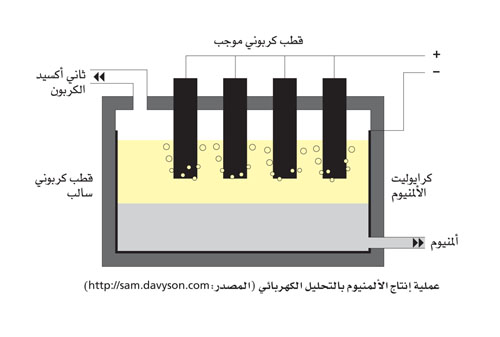 قطب كربوني موجب
+
−
ثاني أكسيد
الكربون
قطب كربوني
سالب
كرايوليت
الألمنيوم
ألمنيوم
عملية إنتاج الألمنيوم بالتحليل الكهربائي (المصدر: http://sam.davyson.com)